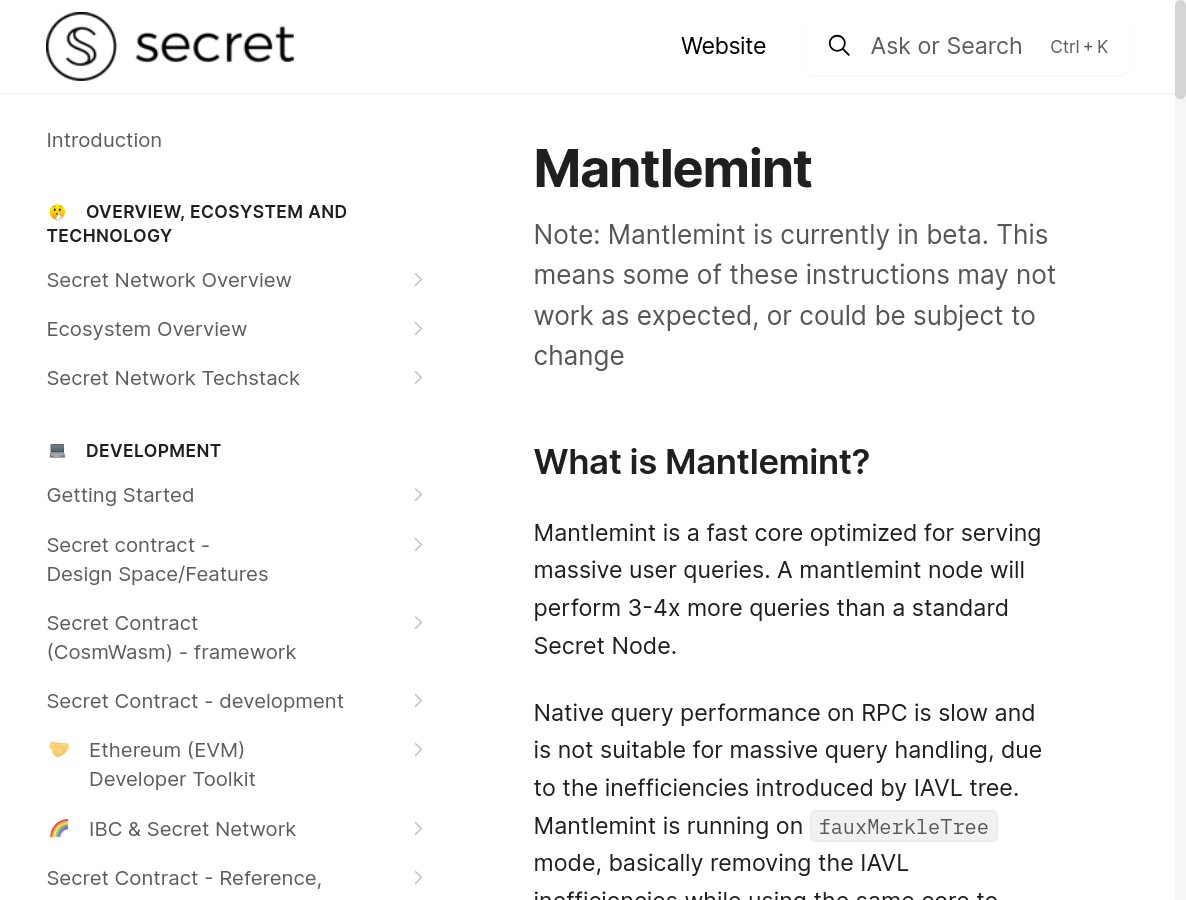 secret
Website
Ask or Search
Ctrl + K
Introduction
OVERVIEW, ECOSYSTEM AND
TECHNOLOGY
Secret Network Overview
Ecosystem Overview
Secret Network Techstack
DEVELOPMENT
Getting Started
Secret contract -
Design Space/Features
Secret Contract
(CosmWasm) - framework
Secret Contract - development
Ethereum (EVM)
Developer Toolkit
IBC & Secret Network
Secret Contract - Reference,
Mantlemint
Note: Mantlemint is currently in beta. This
means some of these instructions may not
work as expected, or could be subject to
change
What is Mantlemint?
Mantlemint is a fast core optimized for serving
massive user queries. A mantlemint node will
perform 3-4x more queries than a standard
Secret Node.
Native query performance on RPC is slow and
is not suitable for massive query handling, due
to the inefficiencies introduced by IAVL tree.
Mantlemint is running on fauxMerkleTree
mode, basically removing the IAVL
inefficiencies while using the same core to